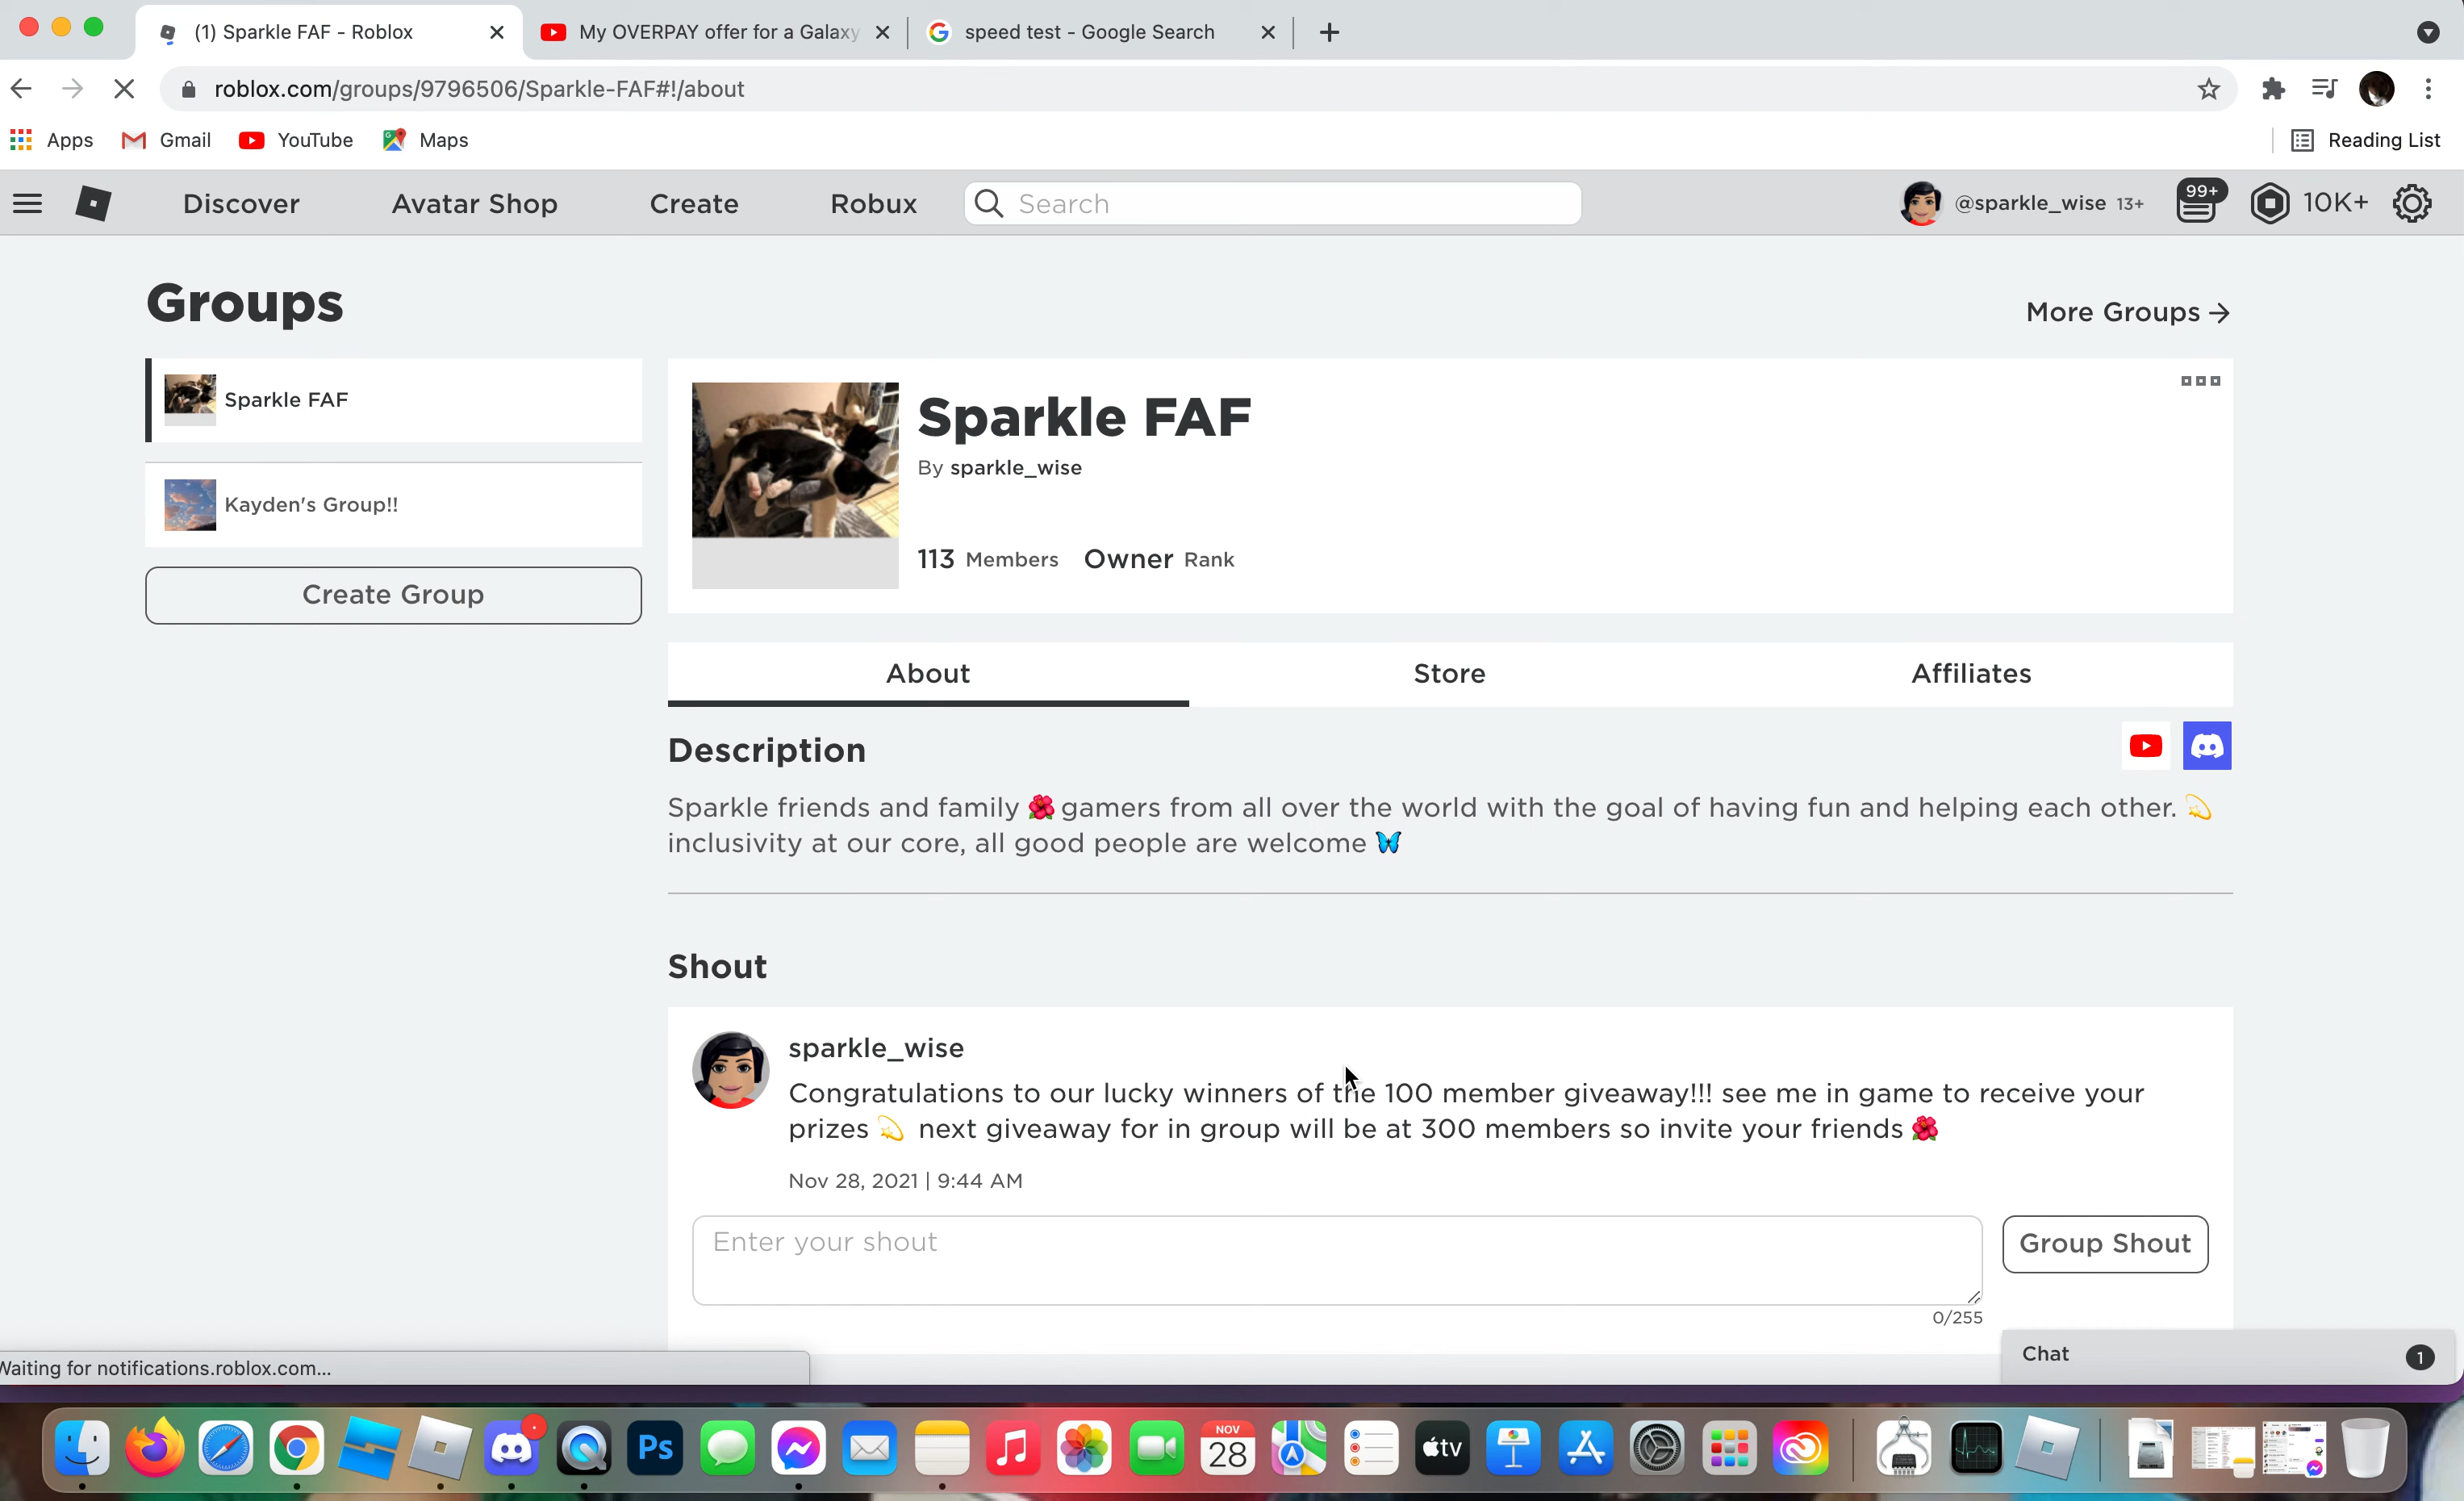 (1) Sparkle FAF - Roblox
My OVERPAY offer for a Galaxy
speed test - Google Search
roblox.com/groups/9796506/Sparkle-FAF#!/about
Apps Gmail YouTube Maps Reading List
Discover Avatar Shop Create Robux Search @sparkle_wise 13+ 99+ 10K+
Groups
More Groups →
Sparkle FAF
Kayden's Group!!
Create Group
Sparkle FAF
By sparkle_wise
113 Members Owner Rank
About Store Affiliates
Description
Sparkle friends and family 🌺 gamers from all over the world with the goal of having fun and helping each other. 💫
inclusivity at our core, all good people are welcome 🦋
Shout
sparkle_wise
Congratulations to our lucky winners of the 100 member giveaway!!! see me in game to receive your
prizes 💫 next giveaway for in group will be at 300 members so invite your friends 🌺
Nov 28, 2021 | 9:44 AM
Enter your shout
Group Shout
0/255
Chat 1
Waiting for notifications.roblox.com...
Ps
NOV
28
tv